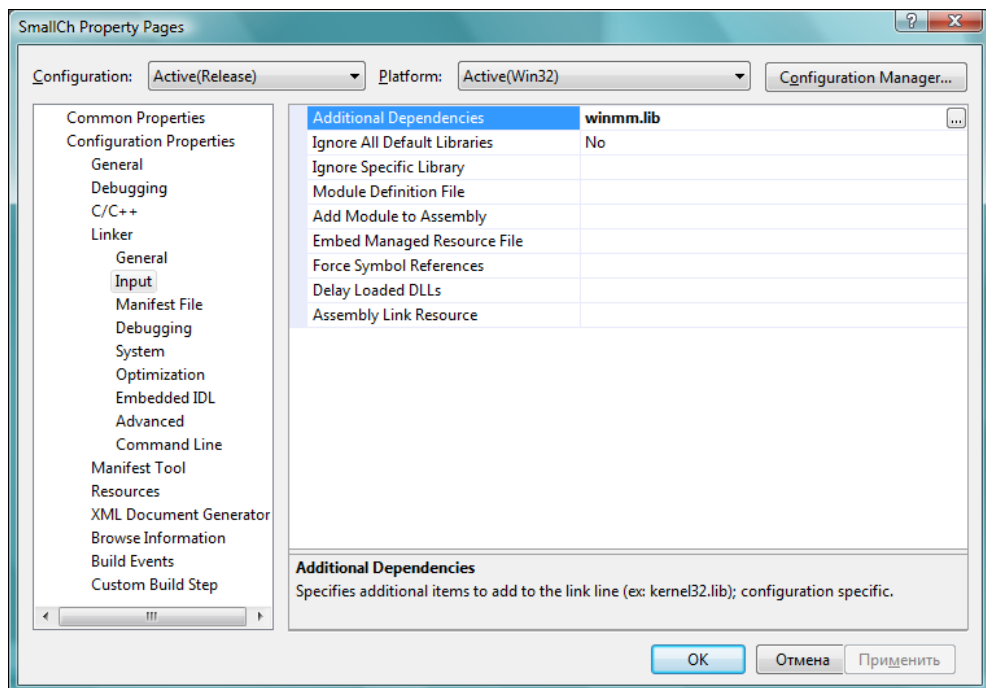 SmallCh Property Pages
Configuration: Active(Release) Platform: Active(Win32) Configuration Manager...
Common Properties
Configuration Properties
General
Debugging
C/C++
Linker
General
Input
Manifest File
Debugging
System
Optimization
Embedded IDL
Advanced
Command Line
Manifest Tool
Resources
XML Document Generator
Browse Information
Build Events
Custom Build Step
Additional Dependencies winmm.lib ...
Ignore All Default Libraries No
Ignore Specific Library
Module Definition File
Add Module to Assembly
Embed Managed Resource File
Force Symbol References
Delay Loaded DLLs
Assembly Link Resource
Additional Dependencies
Specifies additional items to add to the link line (ex: kernel32.lib); configuration specific.
OK Отмена Применить